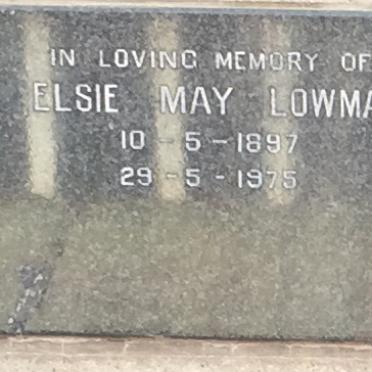 IN LOVING MEMORY OF
ELSIE MAY LOWMA
10 - 5 - 1897
29 - 5 - 1975